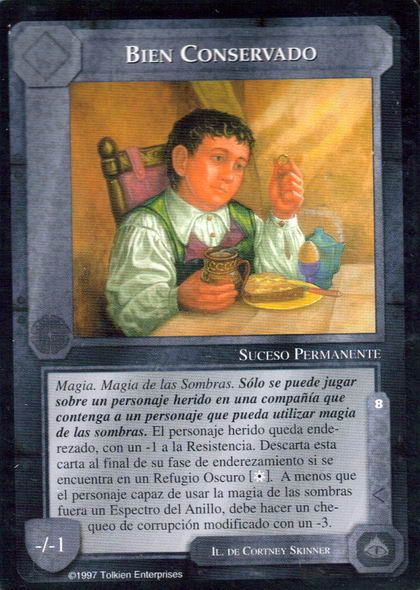 BIEN CONSERVADO
SUCESO PERMANENTE
Magia. Magia de las Sombras. Sólo se puede jugar
sobre un personaje herido en una compañía que
contenga a un personaje que pueda utilizar magia
de las sombras. El personaje herido queda ende-
rezado, con un -1 a la Resistencia. Descarta esta
carta al final de su fase de enderezamiento si se
encuentra en un Refugio Oscuro [☀]. A menos que
el personaje capaz de usar la magia de las sombras
fuera un Espectro del Anillo, debe hacer un che-
queo de corrupción modificado con un -3.
8
-/-1
IL. DE CORTNEY SKINNER
©1997 Tolkien Enterprises